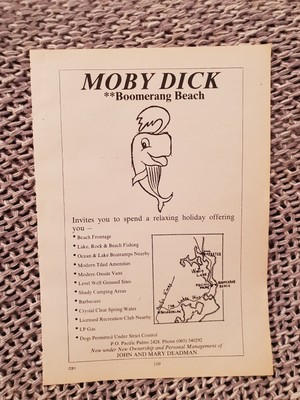 MOBY DICK
**Boomerang Beach
Invites you to spend a relaxing holiday offering
you —
* Beach Frontage
* Lake, Rock & Beach Fishing
* Ocean & Lake Boatramps Nearby
* Modern Tiled Amenities
* Modern Onsite Vans
* Level Well Grassed Sites
* Shady Camping Areas
* Barbecues
* Crystal Clear Spring Water
* Licensed Recreation Club Nearby
* LP Gas
* Dogs Permitted Under Strict Control
P.O. Pacific Palms 2428. Phone (065) 540292
Now under New Ownership and Personal Management of
JOHN AND MARY DEADMAN.